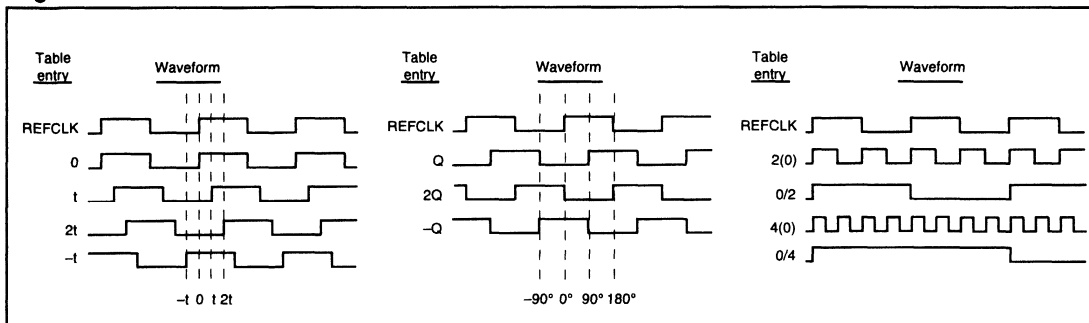 Table
entry
Waveform
REFCLK
0
t
2t
–t
–t 0 t 2t
Table
entry
Waveform
REFCLK
Q
2Q
–Q
–90° 0° 90° 180°
Table
entry
Waveform
REFCLK
2(0)
0/2
4(0)
0/4